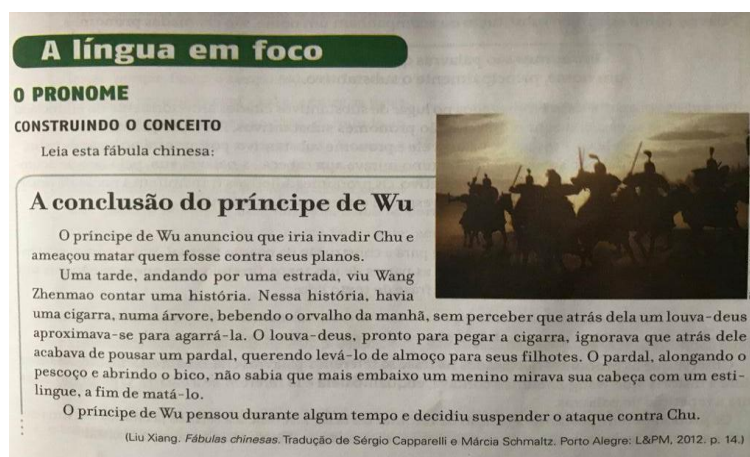 A língua em foco
O PRONOME
CONSTRUINDO O CONCEITO
Leia esta fábula chinesa:
A conclusão do príncipe de Wu
O príncipe de Wu anunciou que iria invadir Chu e
ameaçou matar quem fosse contra seus planos.
Uma tarde, andando por uma estrada, viu Wang
Zhenmao contar uma história. Nessa história, havia
uma cigarra, numa árvore, bebendo o orvalho da manhã, sem perceber que atrás dela um louva-deus
aproximava-se para agarrá-la. O louva-deus, pronto para pegar a cigarra, ignorava que atrás dele
acabava de pousar um pardal, querendo levá-lo de almoço para seus filhotes. O pardal, alongando o
pescoço e abrindo o bico, não sabia que mais embaixo um menino mirava sua cabeça com um esti-
lingue, a fim de matá-lo.
O príncipe de Wu pensou durante algum tempo e decidiu suspender o ataque contra Chu.
(Liu Xiang. Fábulas chinesas. Tradução de Sérgio Capparelli e Márcia Schmaltz. Porto Alegre: L&PM, 2012. p. 14.)